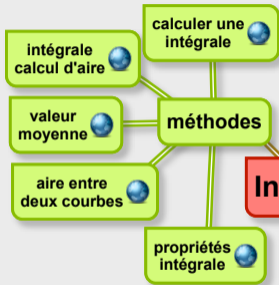 calculer une
intégrale
intégrale
calcul d'aire
valeur
moyenne
méthodes
aire entre
deux courbes
In
propriétés
intégrale